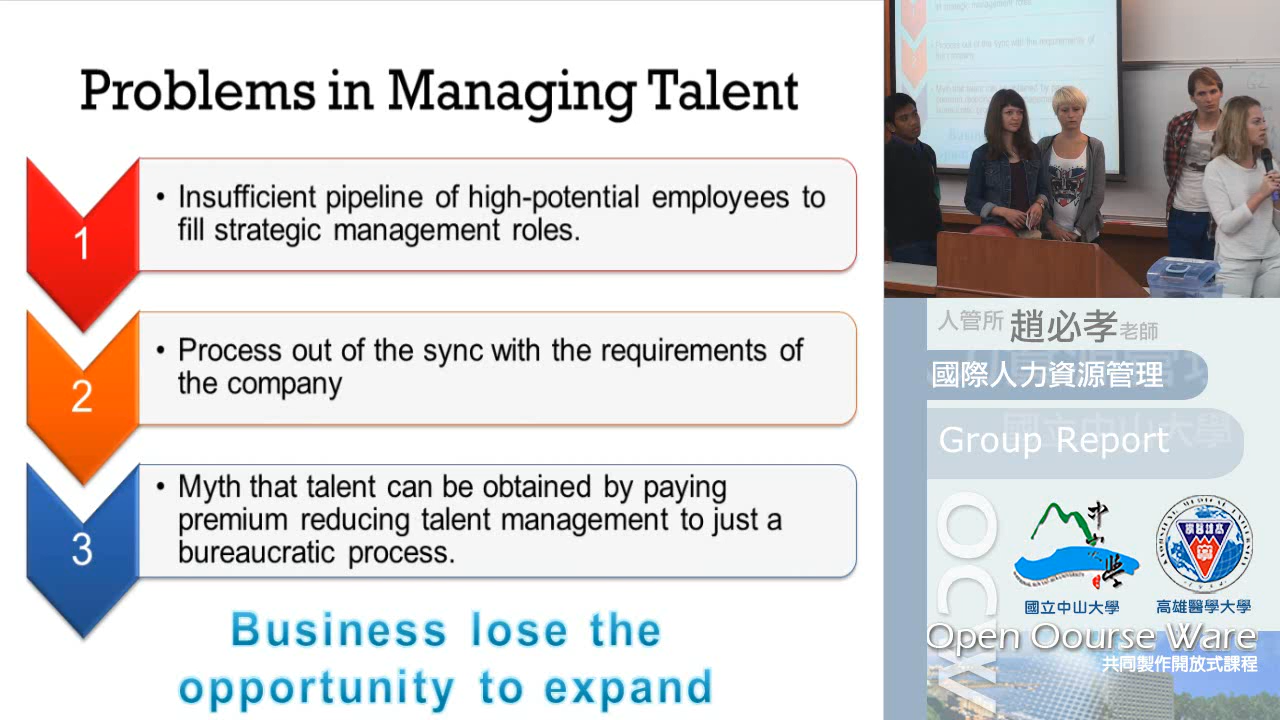 Problems in Managing Talent
1
• Insufficient pipeline of high-potential employees to
fill strategic management roles.
2
• Process out of the sync with the requirements of
the company
3
• Myth that talent can be obtained by paying
premium reducing talent management to just a
bureaucratic process.
Business lose the
opportunity to expand
人管所 趙必孝老師
國際人力資源管理
國立中山大學
Group Report
OCW
國立中山大學
高雄醫學大學
Open Oourse Ware
共同製作開放式課程